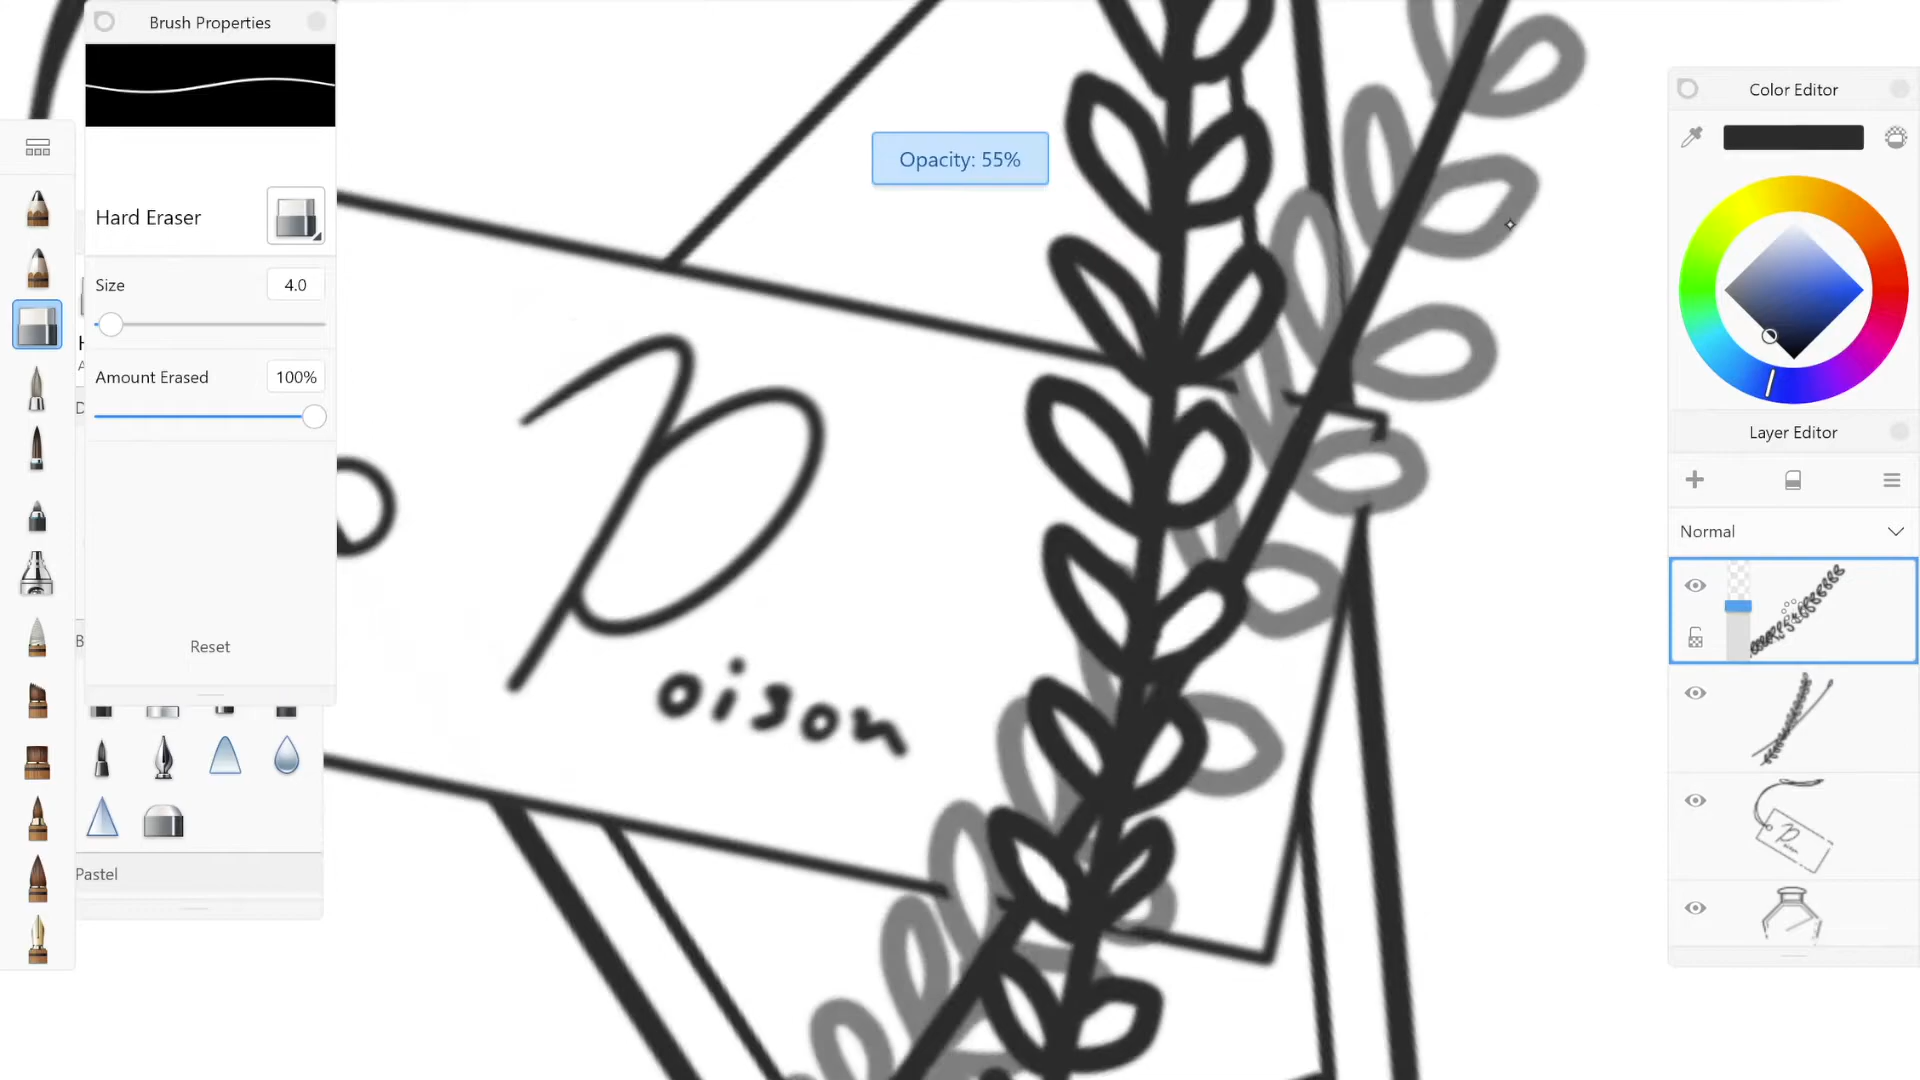 Brush Properties
Opacity: 55%
Color Editor
Hard Eraser
Size
4.0
Amount Erased
100%
Layer Editor
Normal
Poison
Reset
Pastel